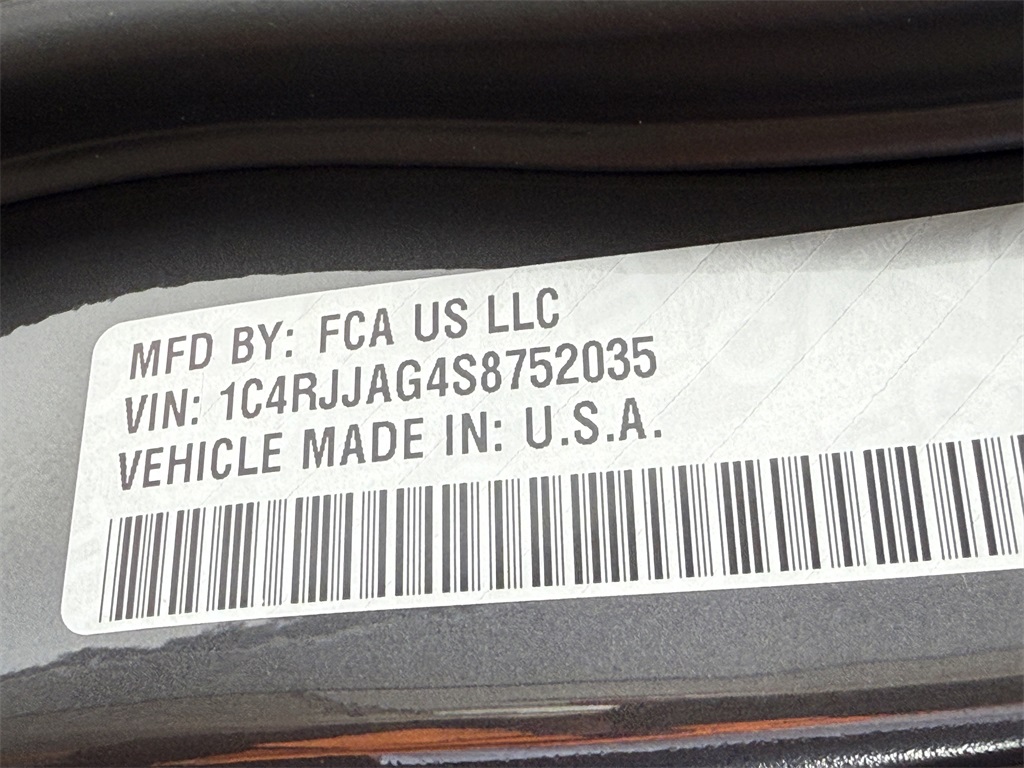 MFD BY: FCA US LLC
VIN: 1C4RJJAG4S8752035
VEHICLE MADE IN: U.S.A.